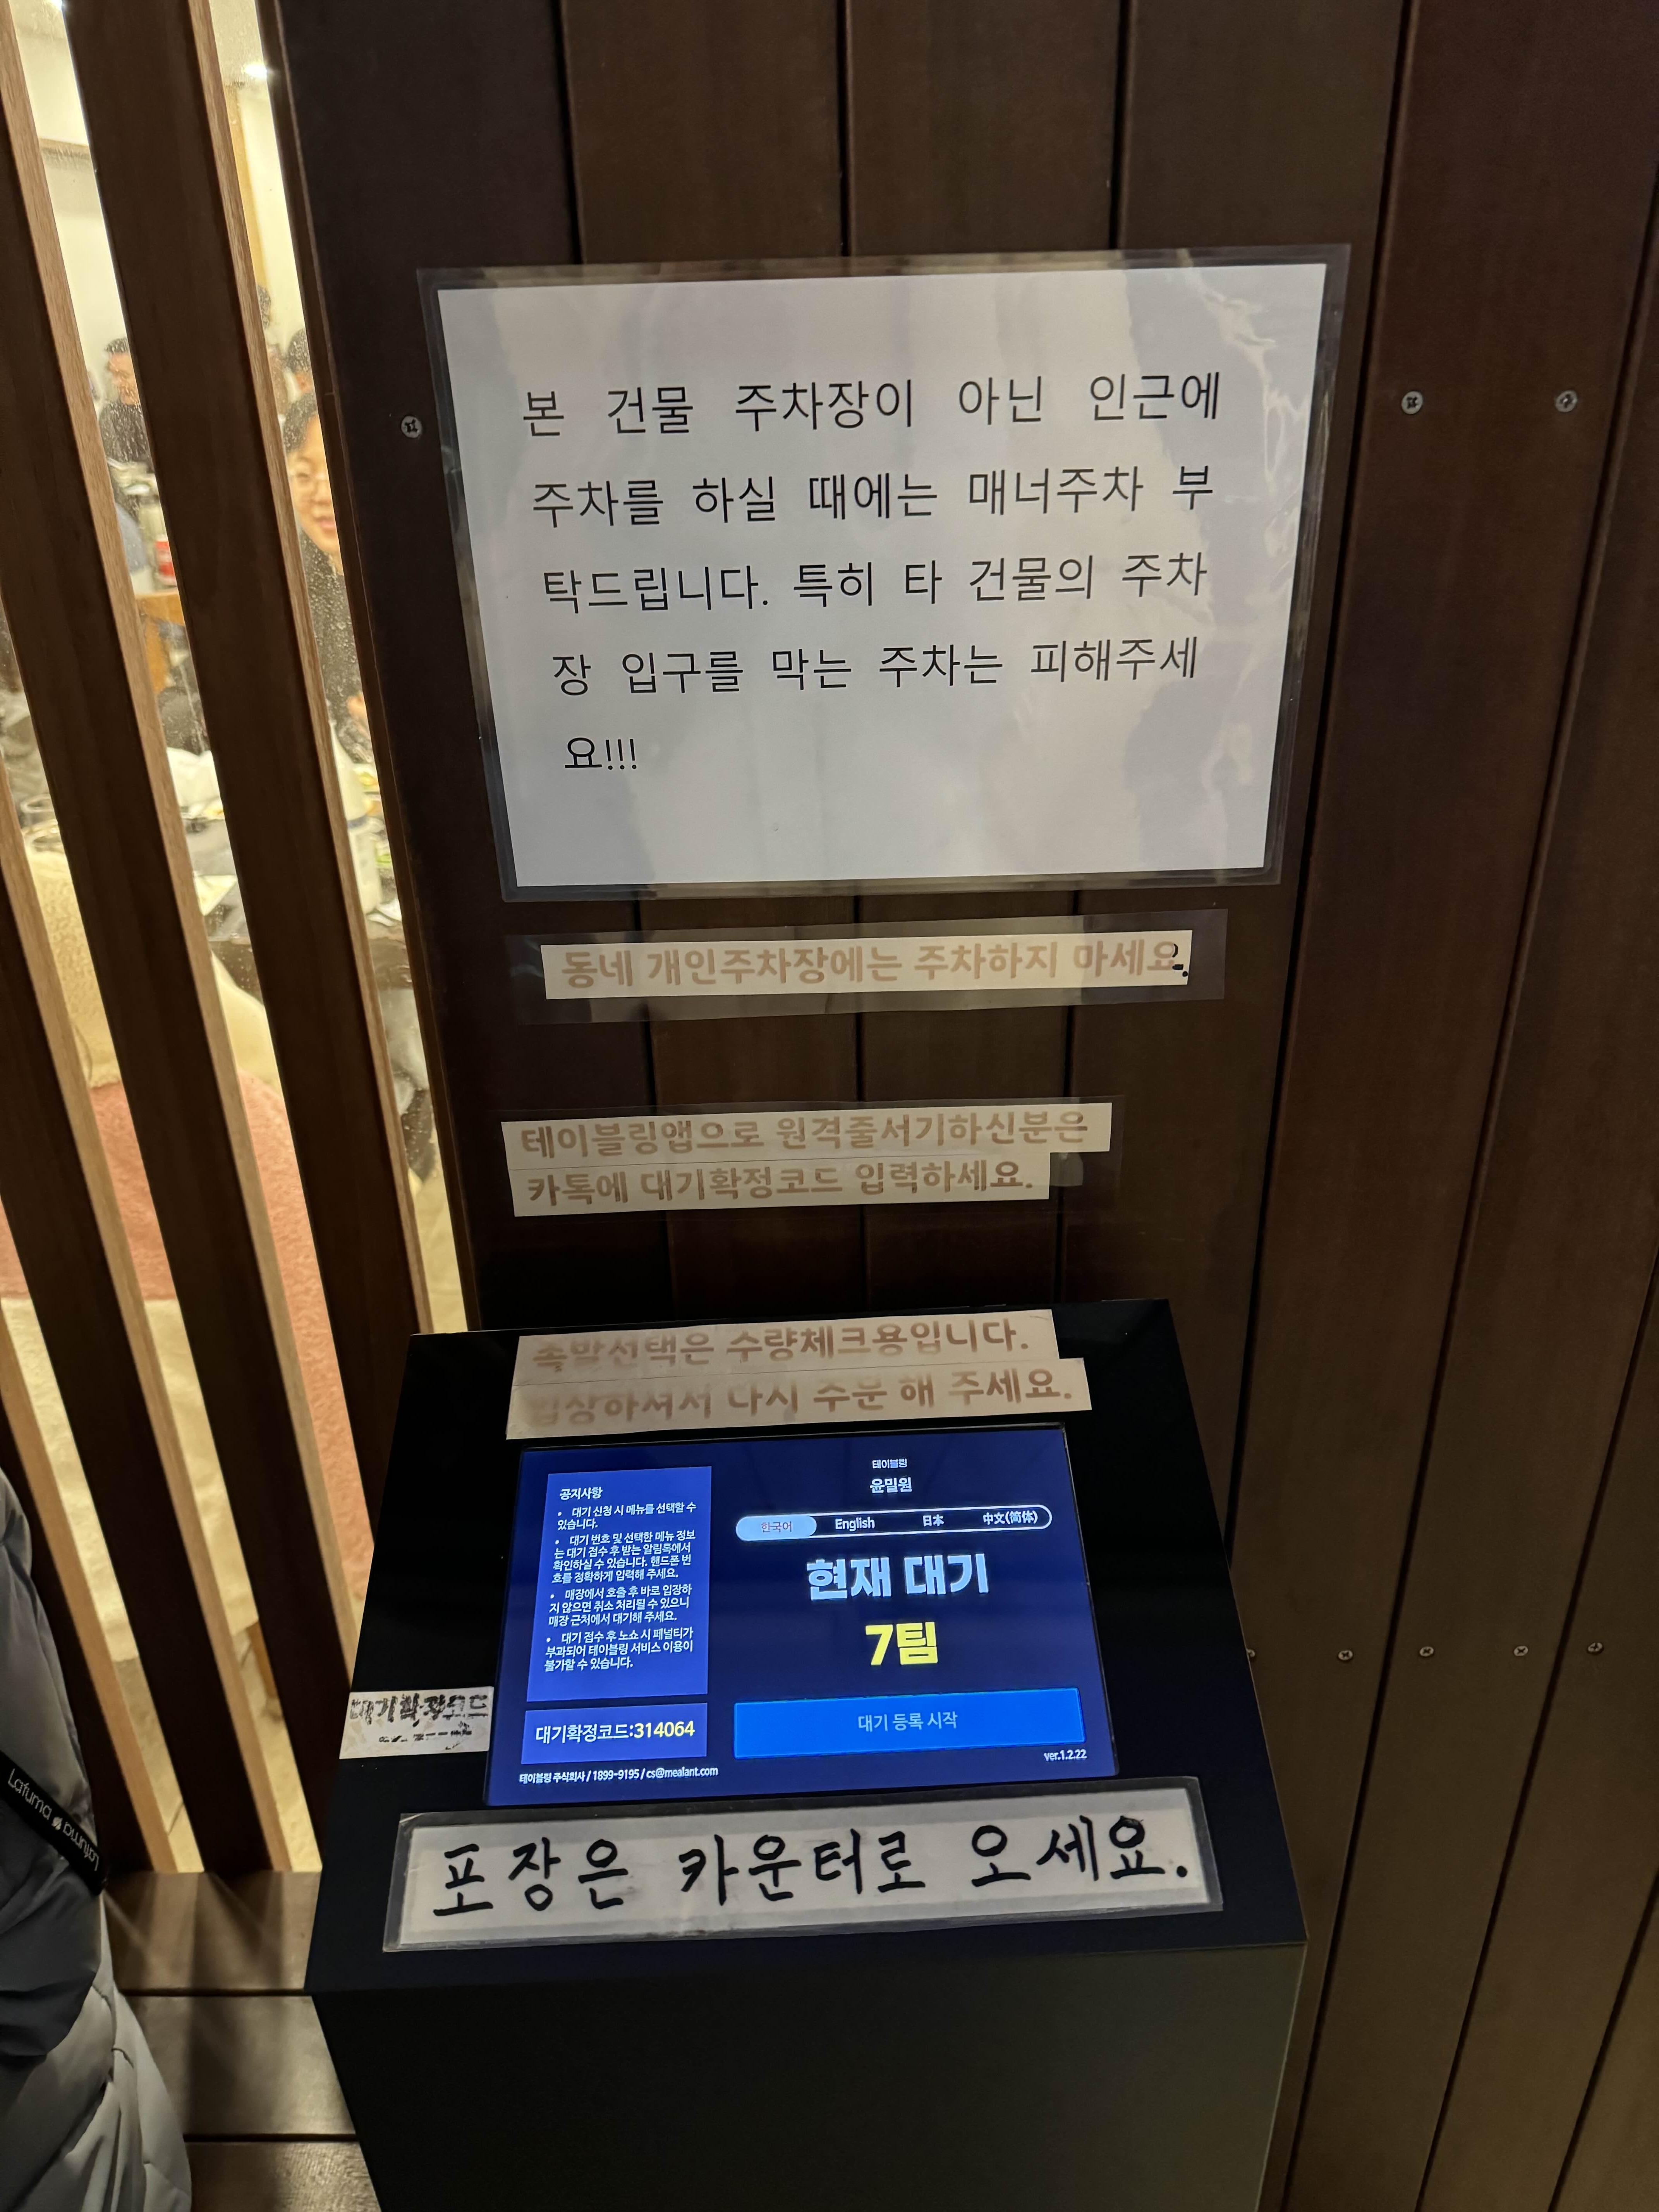 본 건물 주차장이 아닌 인근에
주차를 하실 때에는 매너주차 부
탁드립니다. 특히 타 건물의 주차
장 입구를 막는 주차는 피해주세
요!!!
동네 개인주차장에는 주차하지 마세요.
테이블링앱으로 원격줄서기하신분은
카톡에 대기확정코드 입력하세요.
족발선택은 수량체크용입니다.
입장하셔서 다시 주문 해 주세요.
테이블링
윤밀원
한국어 English 日本 中文(简体)
현재 대기
7팀
대기 등록 시작
ver.1.2.22
공지사항
• 대기 신청 시 메뉴를 선택할 수
있습니다.
• 대기 번호 및 선택한 메뉴 정보
는 대기 접수 후 받는 알림톡에서
확인하실 수 있습니다. 핸드폰 번
호를 정확하게 입력해 주세요.
• 매장에서 호출 후 바로 입장하
지 않으면 취소 처리될 수 있으니
매장 근처에서 대기해 주세요.
• 대기 접수 후 노쇼 시 패널티가
부과되어 테이블링 서비스 이용이
불가할 수 있습니다.
대기확정코드:314064
테이블링 주식회사 / 1899-9195 / cs@mealant.com
대기확정코드
포장은 카운터로 오세요.
Lafuma
Lafuma